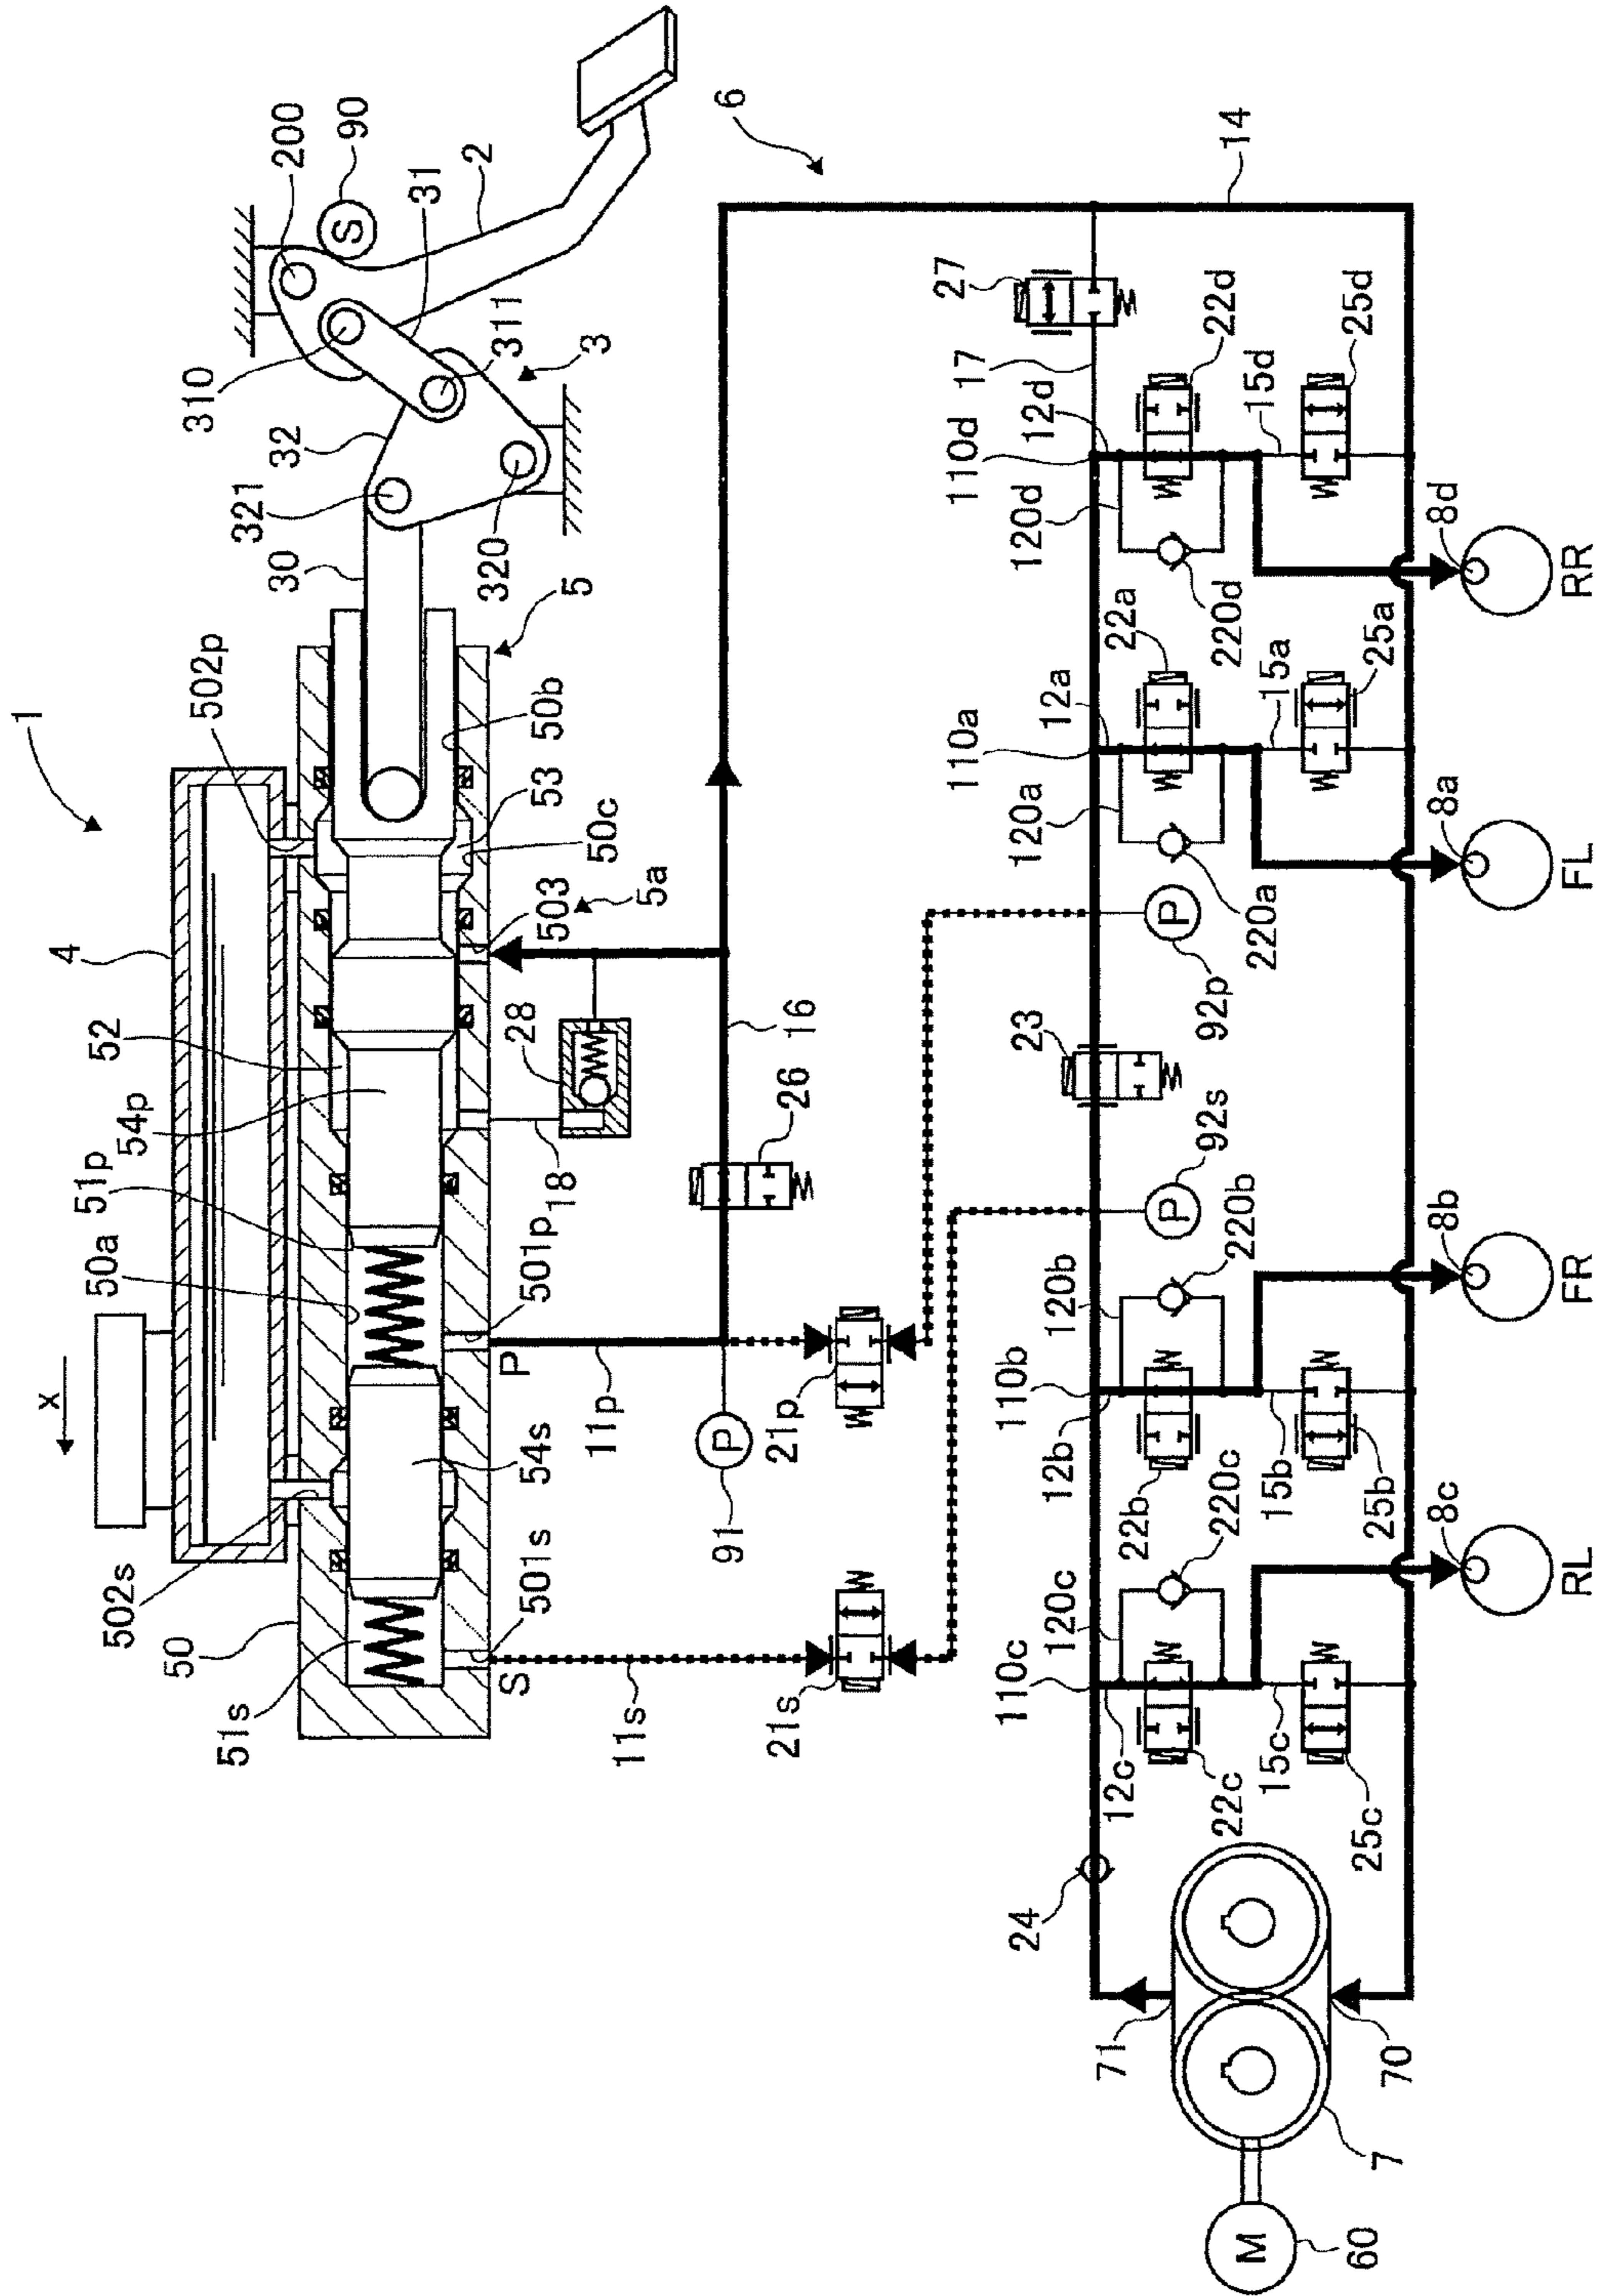 1
x
4
502p
502s
50
51s
50a
51p
54p
52
30
321
32
310
200
S
90
2
31
311
3
320
5
50b
53
50c
503
5a
28
18
501p
P
54s
501s
S
11s
11p
P
91
26
16
6
14
21s
21p
27
17
110d
12d
120d
22d
220d
15d
25d
110a
12a
120a
22a
220a
15a
25a
P
92p
23
P
92s
110b
12b
120b
22b
220b
15b
25b
110c
12c
120c
22c
220c
15c
25c
24
71
70
7
M
60
8c
RL
8b
FR
8a
FL
8d
RR